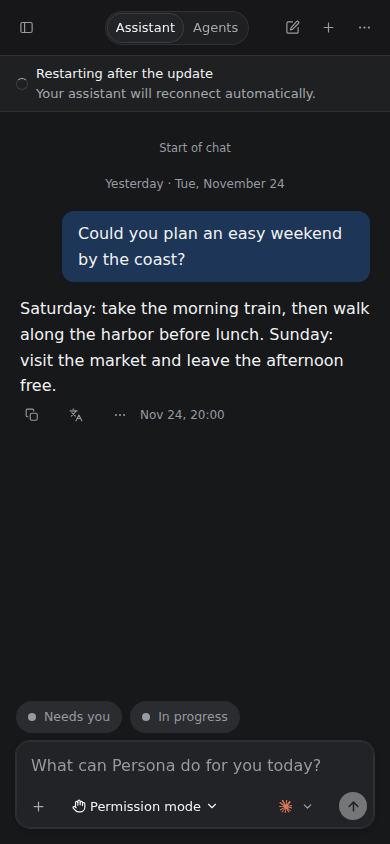 Assistant
Agents
Restarting after the update
Your assistant will reconnect automatically.
Start of chat
Yesterday · Tue, November 24
Could you plan an easy weekend
by the coast?
Saturday: take the morning train, then walk
along the harbor before lunch. Sunday:
visit the market and leave the afternoon
free.
Nov 24, 20:00
Needs you
In progress
What can Persona do for you today?
Permission mode